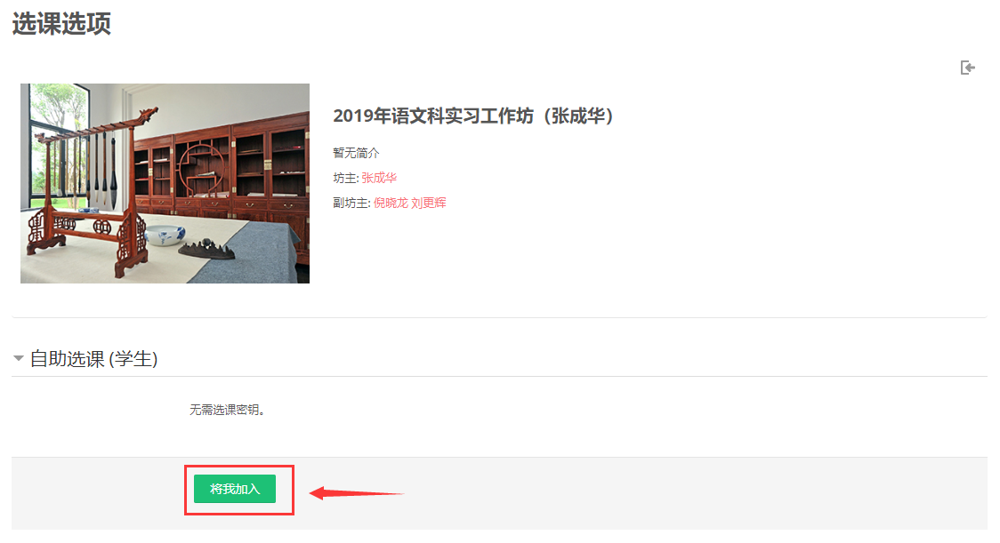 选课选项
2019年语文科实习工作坊（张成华）
暂无简介
坊主: 张成华
副坊主: 倪晓龙 刘更辉
自助选课 (学生)
无需选课密钥。
将我加入